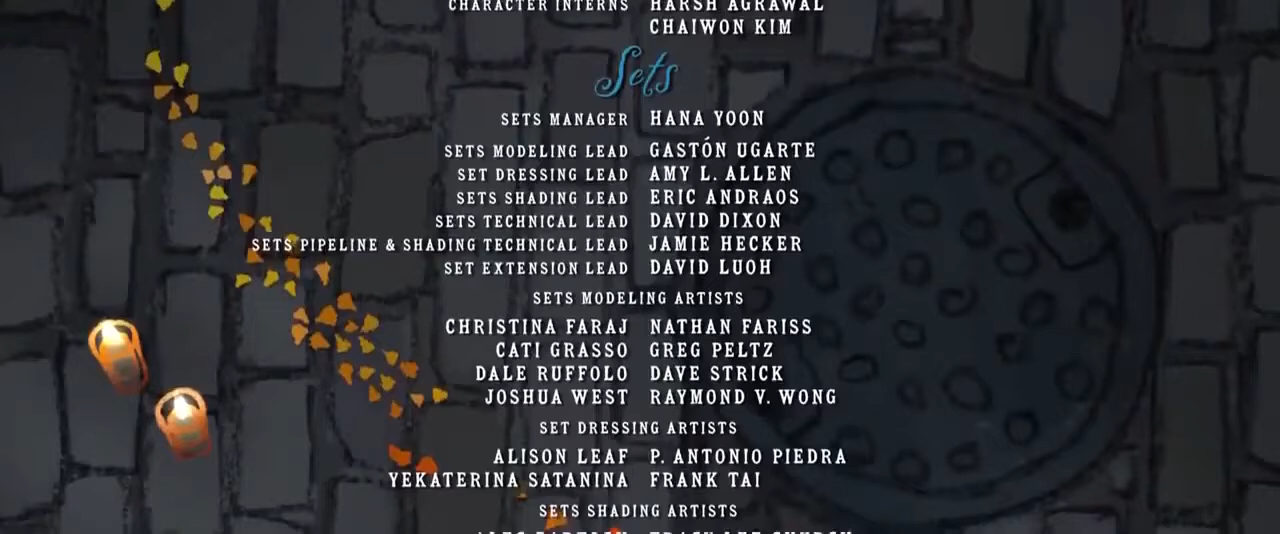 CHARACTER INTERNS HARSH AGRAWAL
CHAIWON KIM
Sets
SETS MANAGER HANA YOON
SETS MODELING LEAD GASTÓN UGARTE
SET DRESSING LEAD AMY L. ALLEN
SETS SHADING LEAD ERIC ANDRAOS
SETS TECHNICAL LEAD DAVID DIXON
SETS PIPELINE & SHADING TECHNICAL LEAD JAMIE HECKER
SET EXTENSION LEAD DAVID LUOH
SETS MODELING ARTISTS
CHRISTINA FARAJ NATHAN FARISS
CATI GRASSO GREG PELTZ
DALE RUFFOLO DAVE STRICK
JOSHUA WEST RAYMOND V. WONG
SET DRESSING ARTISTS
ALISON LEAF P. ANTONIO PIEDRA
YEKATERINA SATANINA FRANK TAI
SETS SHADING ARTISTS